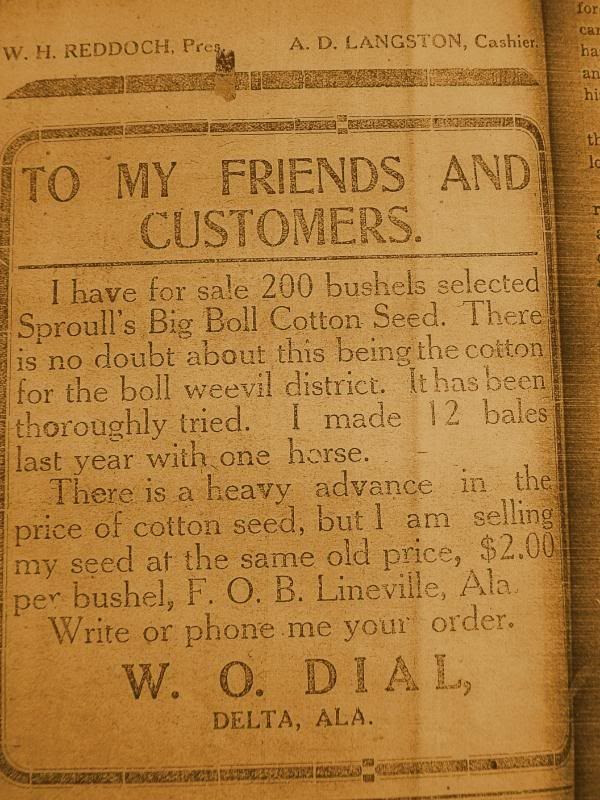 W. H. REDDOCH, Pres. A. D. LANGSTON, Cashier.
TO MY FRIENDS AND
CUSTOMERS.
I have for sale 200 bushels selected
Sproull's Big Boll Cotton Seed. There
is no doubt about this being the cotton
for the boll weevil district. It has been
thoroughly tried. I made 12 bales
last year with one horse.
There is a heavy advance in the
price of cotton seed, but I am selling
my seed at the same old price, $2.00
per bushel, F. O. B. Lineville, Ala.
Write or phone me your order.
W. O. DIAL,
DELTA, ALA.